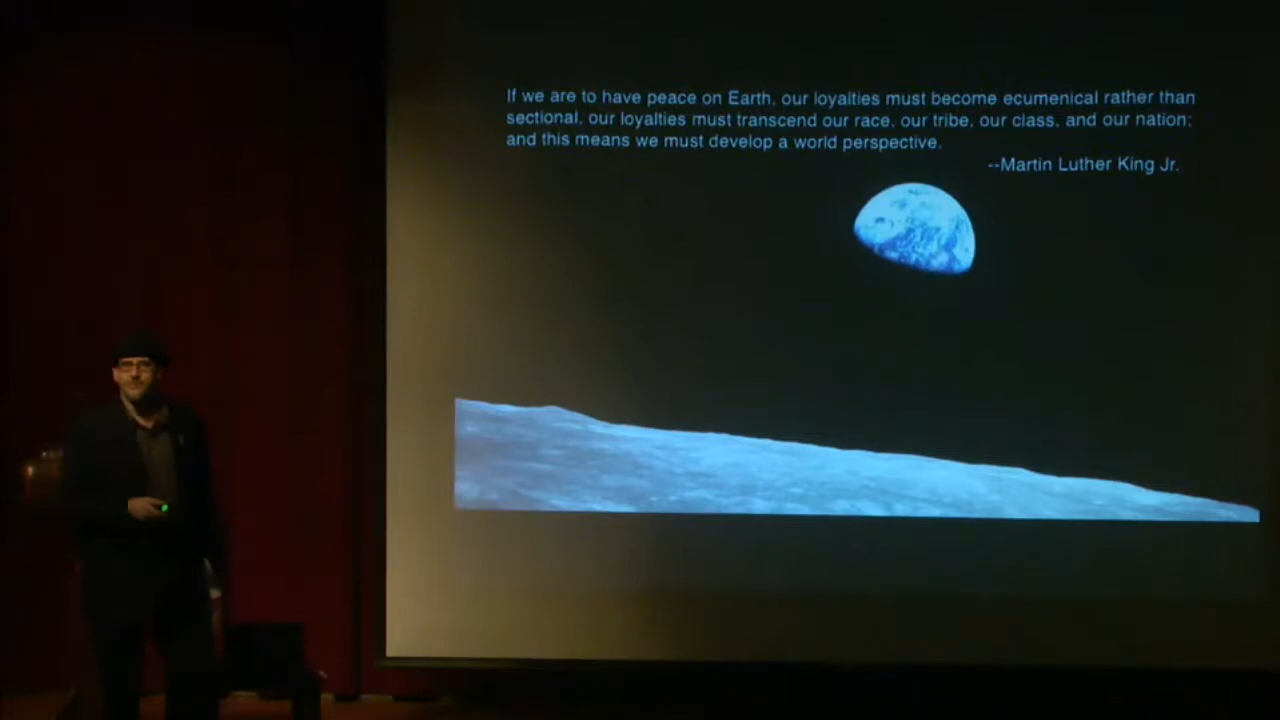 If we are to have peace on Earth, our loyalties must become ecumenical rather than
sectional, our loyalties must transcend our race, our tribe, our class, and our nation;
and this means we must develop a world perspective.
--Martin Luther King Jr.